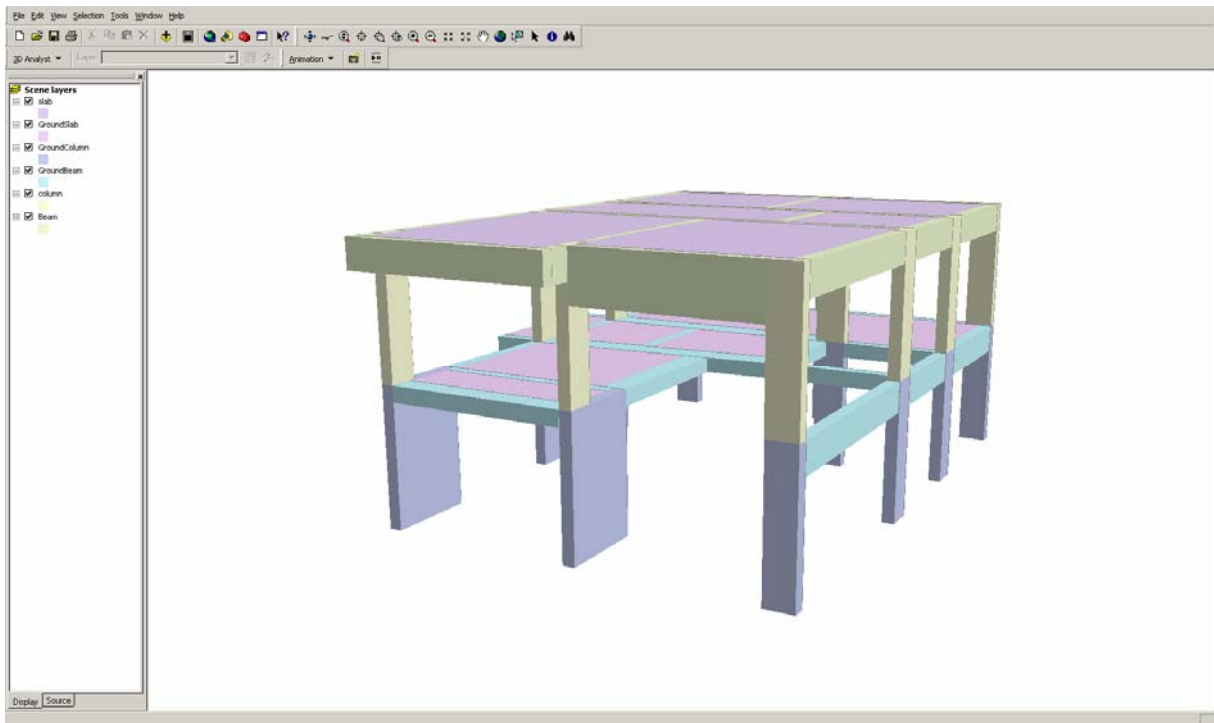 File Edit View Selection Tools Window Help
3D Analyst Layer: Animation
Scene layers
slab
GroundSlab
GroundColumn
GroundBeam
column
Beam
Display Source